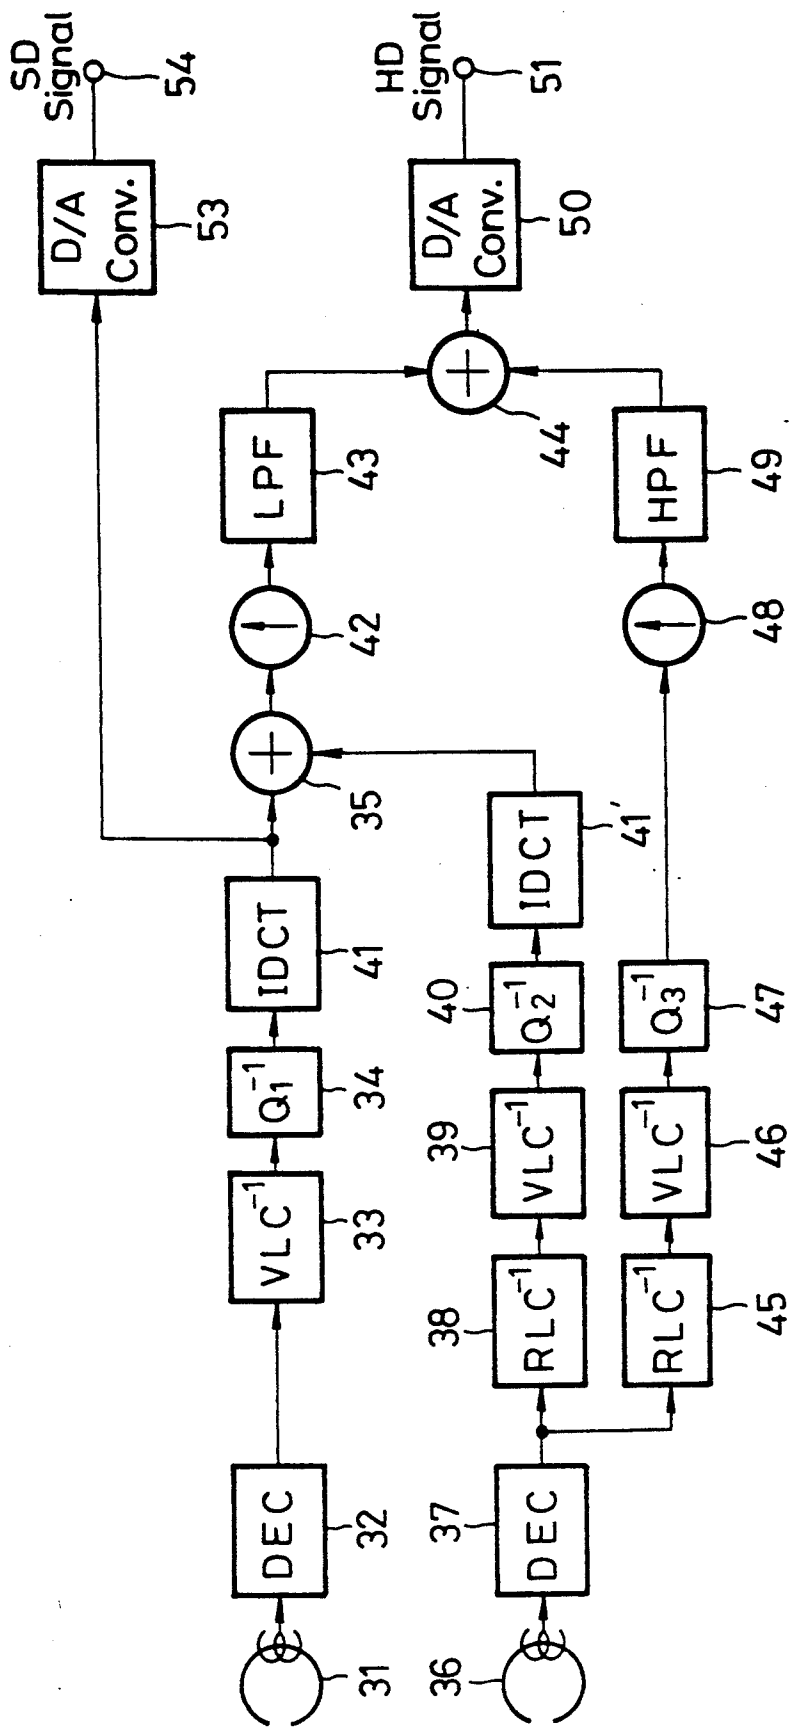 DEC
VLC⁻¹
Q₁⁻¹
IDCT
LPF
D/A
Conv.
SD
Signal
31
32
33
34
41
35
42
43
53
54
DEC
RLC⁻¹
VLC⁻¹
Q₂⁻¹
IDCT
D/A
Conv.
HD
Signal
36
37
38
39
40
41'
44
50
51
RLC⁻¹
VLC⁻¹
Q₃⁻¹
HPF
45
46
47
48
49